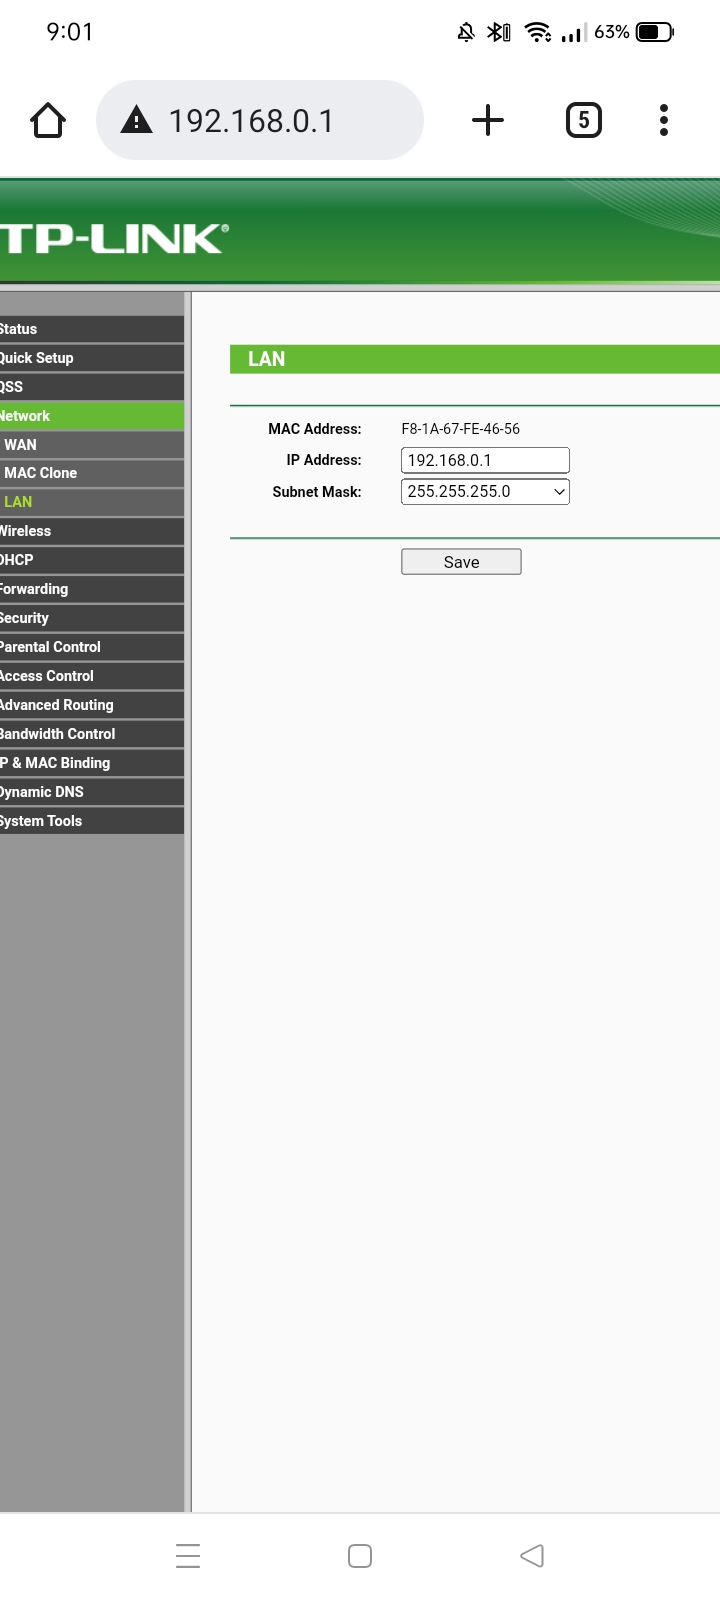 9:01
63%
192.168.0.1
5
TP-LINK®
Status
Quick Setup
QSS
Network
WAN
MAC Clone
LAN
Wireless
DHCP
Forwarding
Security
Parental Control
Access Control
Advanced Routing
Bandwidth Control
IP & MAC Binding
Dynamic DNS
System Tools
LAN
MAC Address: F8-1A-67-FE-46-56
IP Address: 192.168.0.1
Subnet Mask: 255.255.255.0
Save